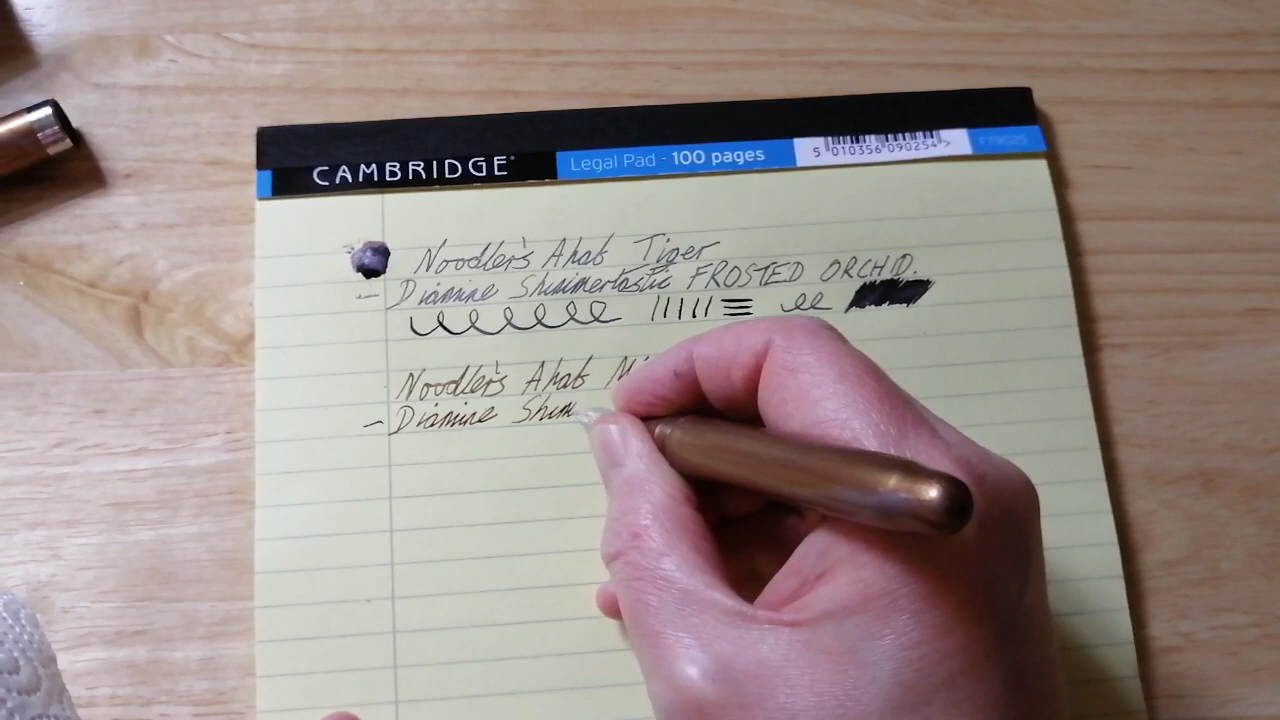 CAMBRIDGE
Legal Pad - 100 pages
5 010356 090254 >
Noodler's Ahab Tiger
- Diamine Shimmertastic FROSTED ORCHID.
Noodler's Ahab
- Diamine Shim